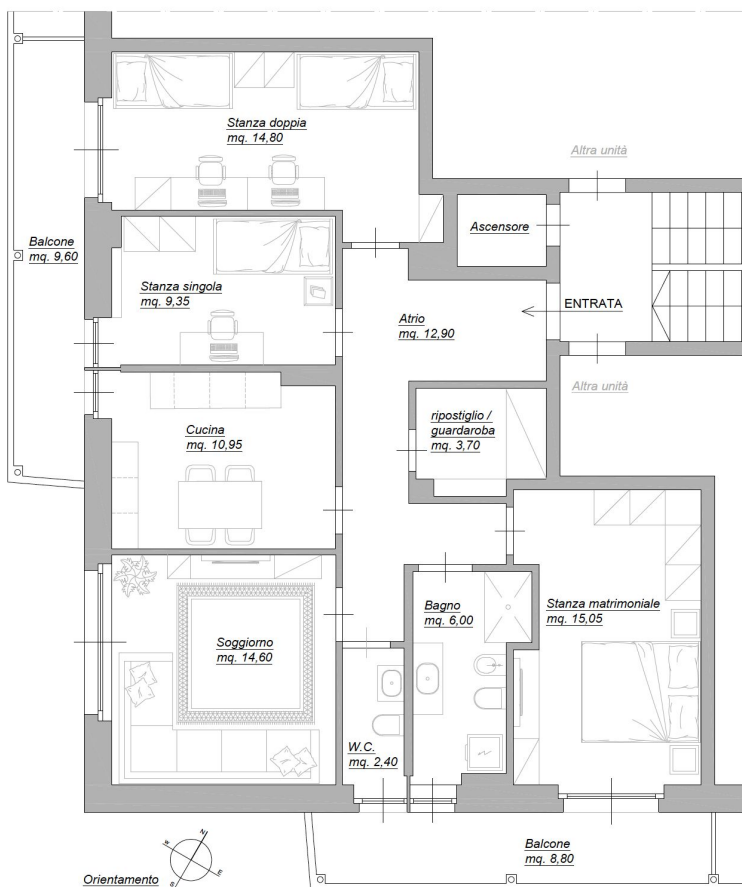 Stanza doppia
mq. 14,80
Altra unità
Ascensore
Balcone
mq. 9,60
Stanza singola
mq. 9,35
ENTRATA
Atrio
mq. 12,90
Altra unità
ripostiglio /
guardaroba
mq. 3,70
Cucina
mq. 10,95
Bagno
mq. 6,00
Stanza matrimoniale
mq. 15,05
Soggiorno
mq. 14,60
W.C.
mq. 2,40
Balcone
mq. 8,80
N
W
E
S
Orientamento